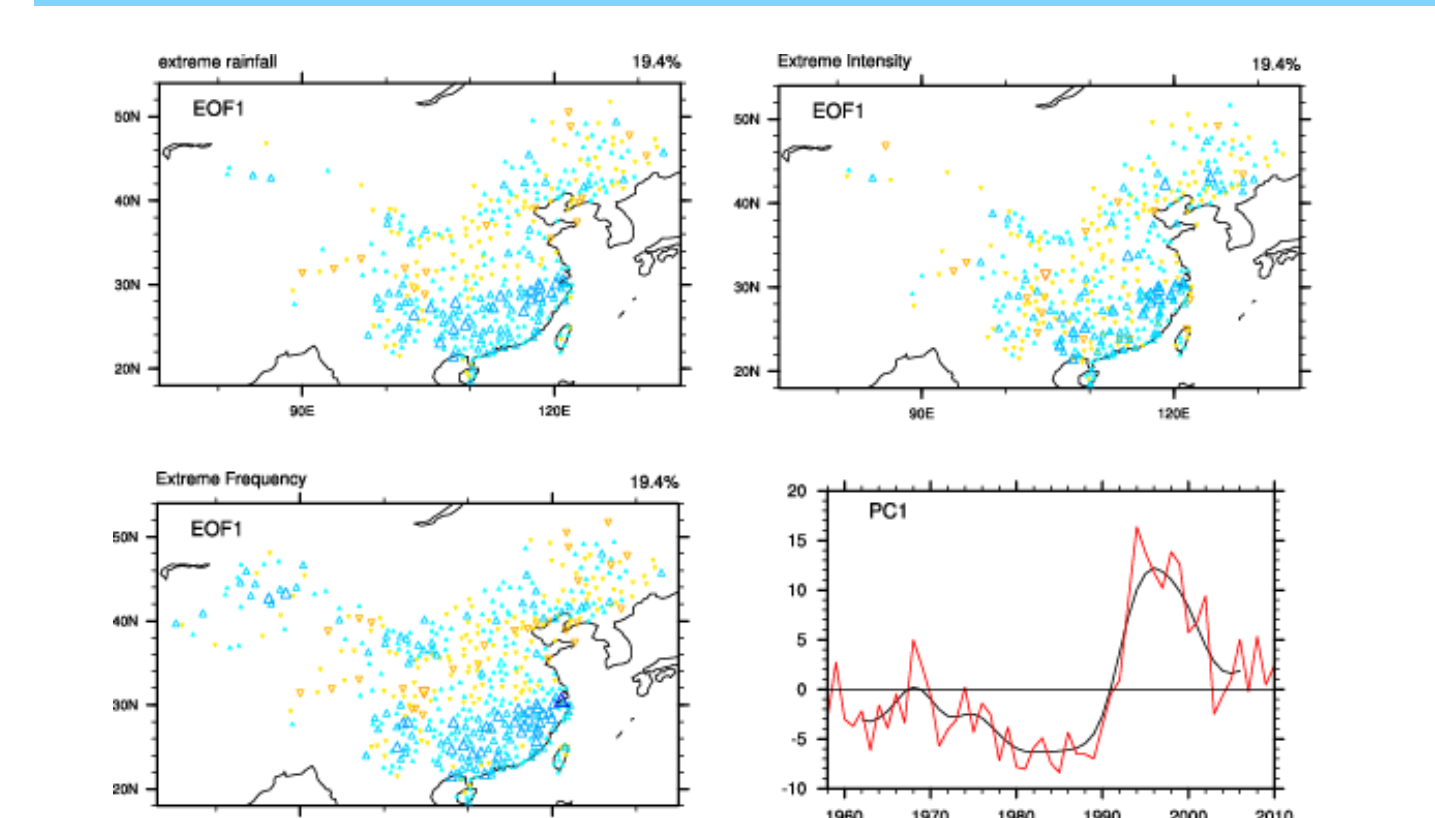 extreme rainfall 19.4%
EOF1
50N
40N
30N
20N
90E 120E
Extreme Intensity 19.4%
EOF1
50N
40N
30N
20N
90E 120E
Extreme Frequency 19.4%
EOF1
50N
40N
30N
20N
PC1
20
15
10
5
0
-5
-10
1960 1970 1980 1990 2000 2010